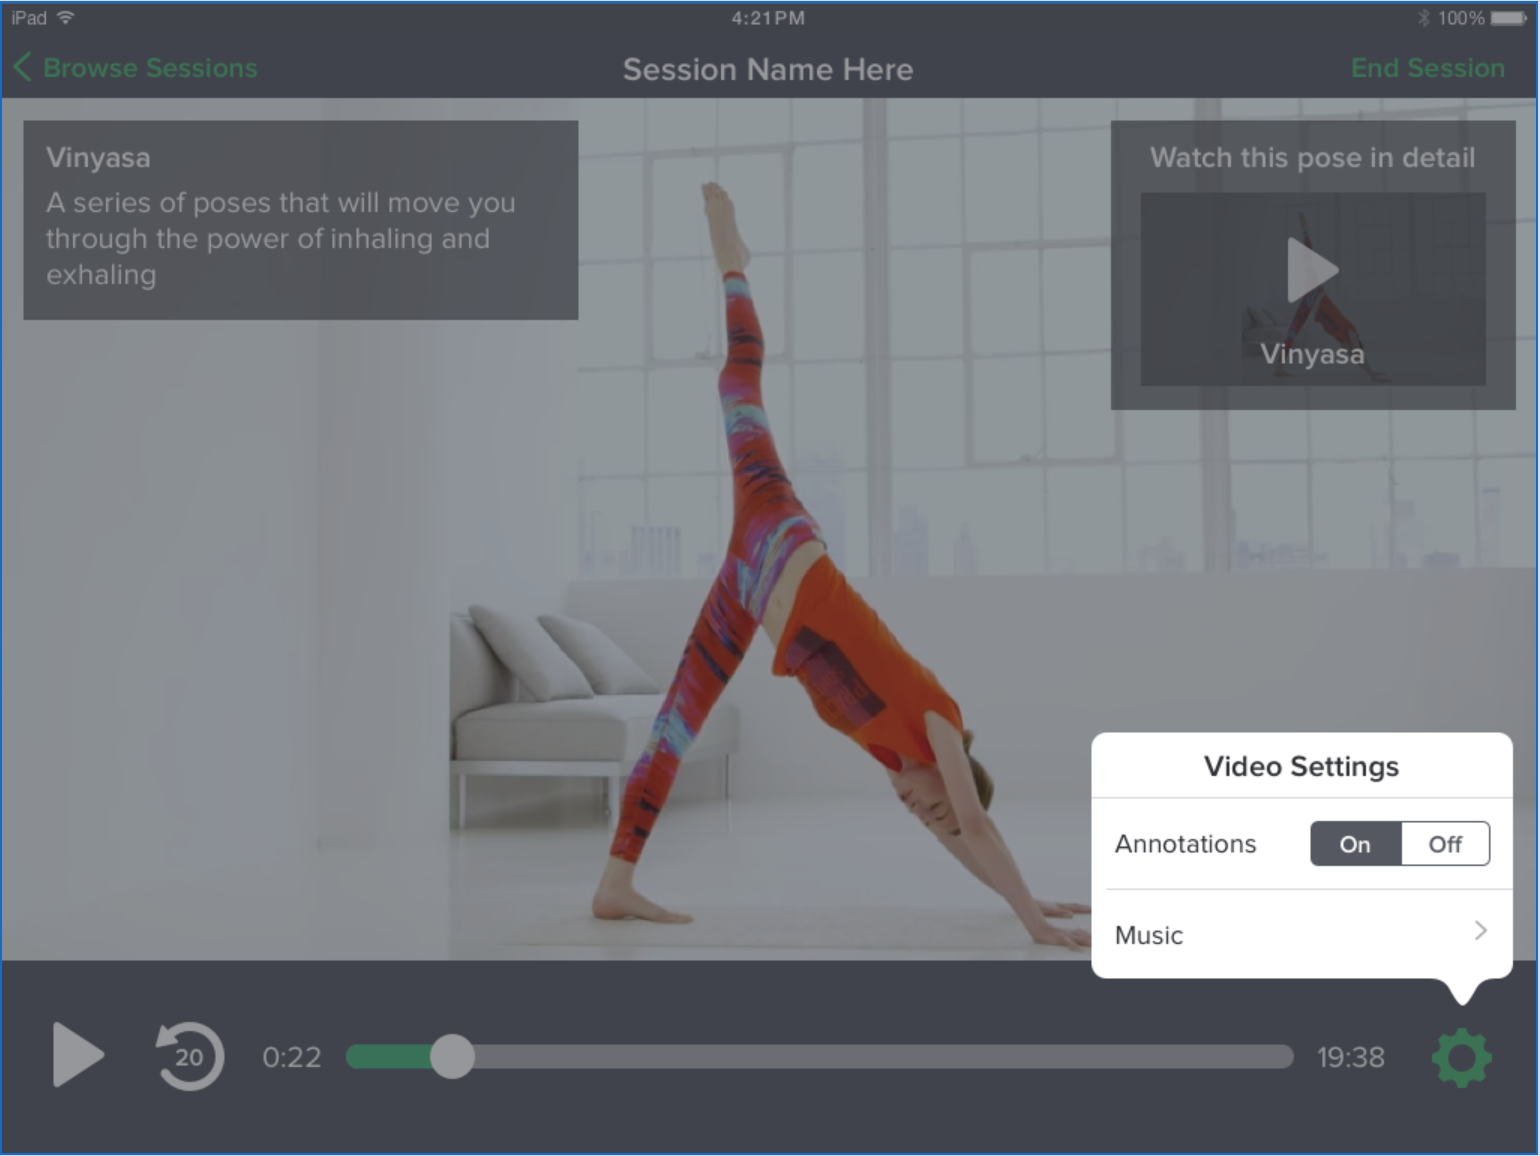 iPad
4:21PM
100%
Browse Sessions
Session Name Here
End Session
Vinyasa
A series of poses that will move you
through the power of inhaling and
exhaling
Watch this pose in detail
Vinyasa
Video Settings
Annotations On Off
Music
20
0:22
19:38